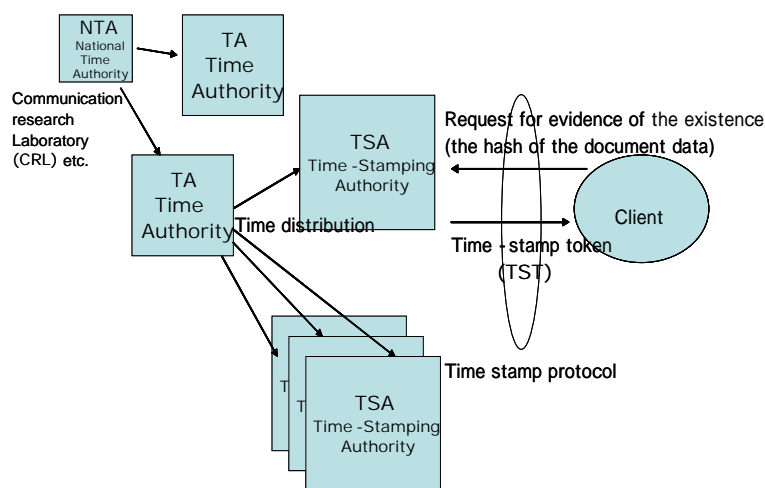 NTA
National
Time
Authority
TA
Time
Authority
Communication
research
Laboratory
(CRL) etc.
TA
Time
Authority
Time distribution
TSA
Time -Stamping
Authority
Request for evidence of the existence
(the hash of the document data)
Client
Time - stamp token
(TST)
Time stamp protocol
T
T
TSA
Time -Stamping
Authority